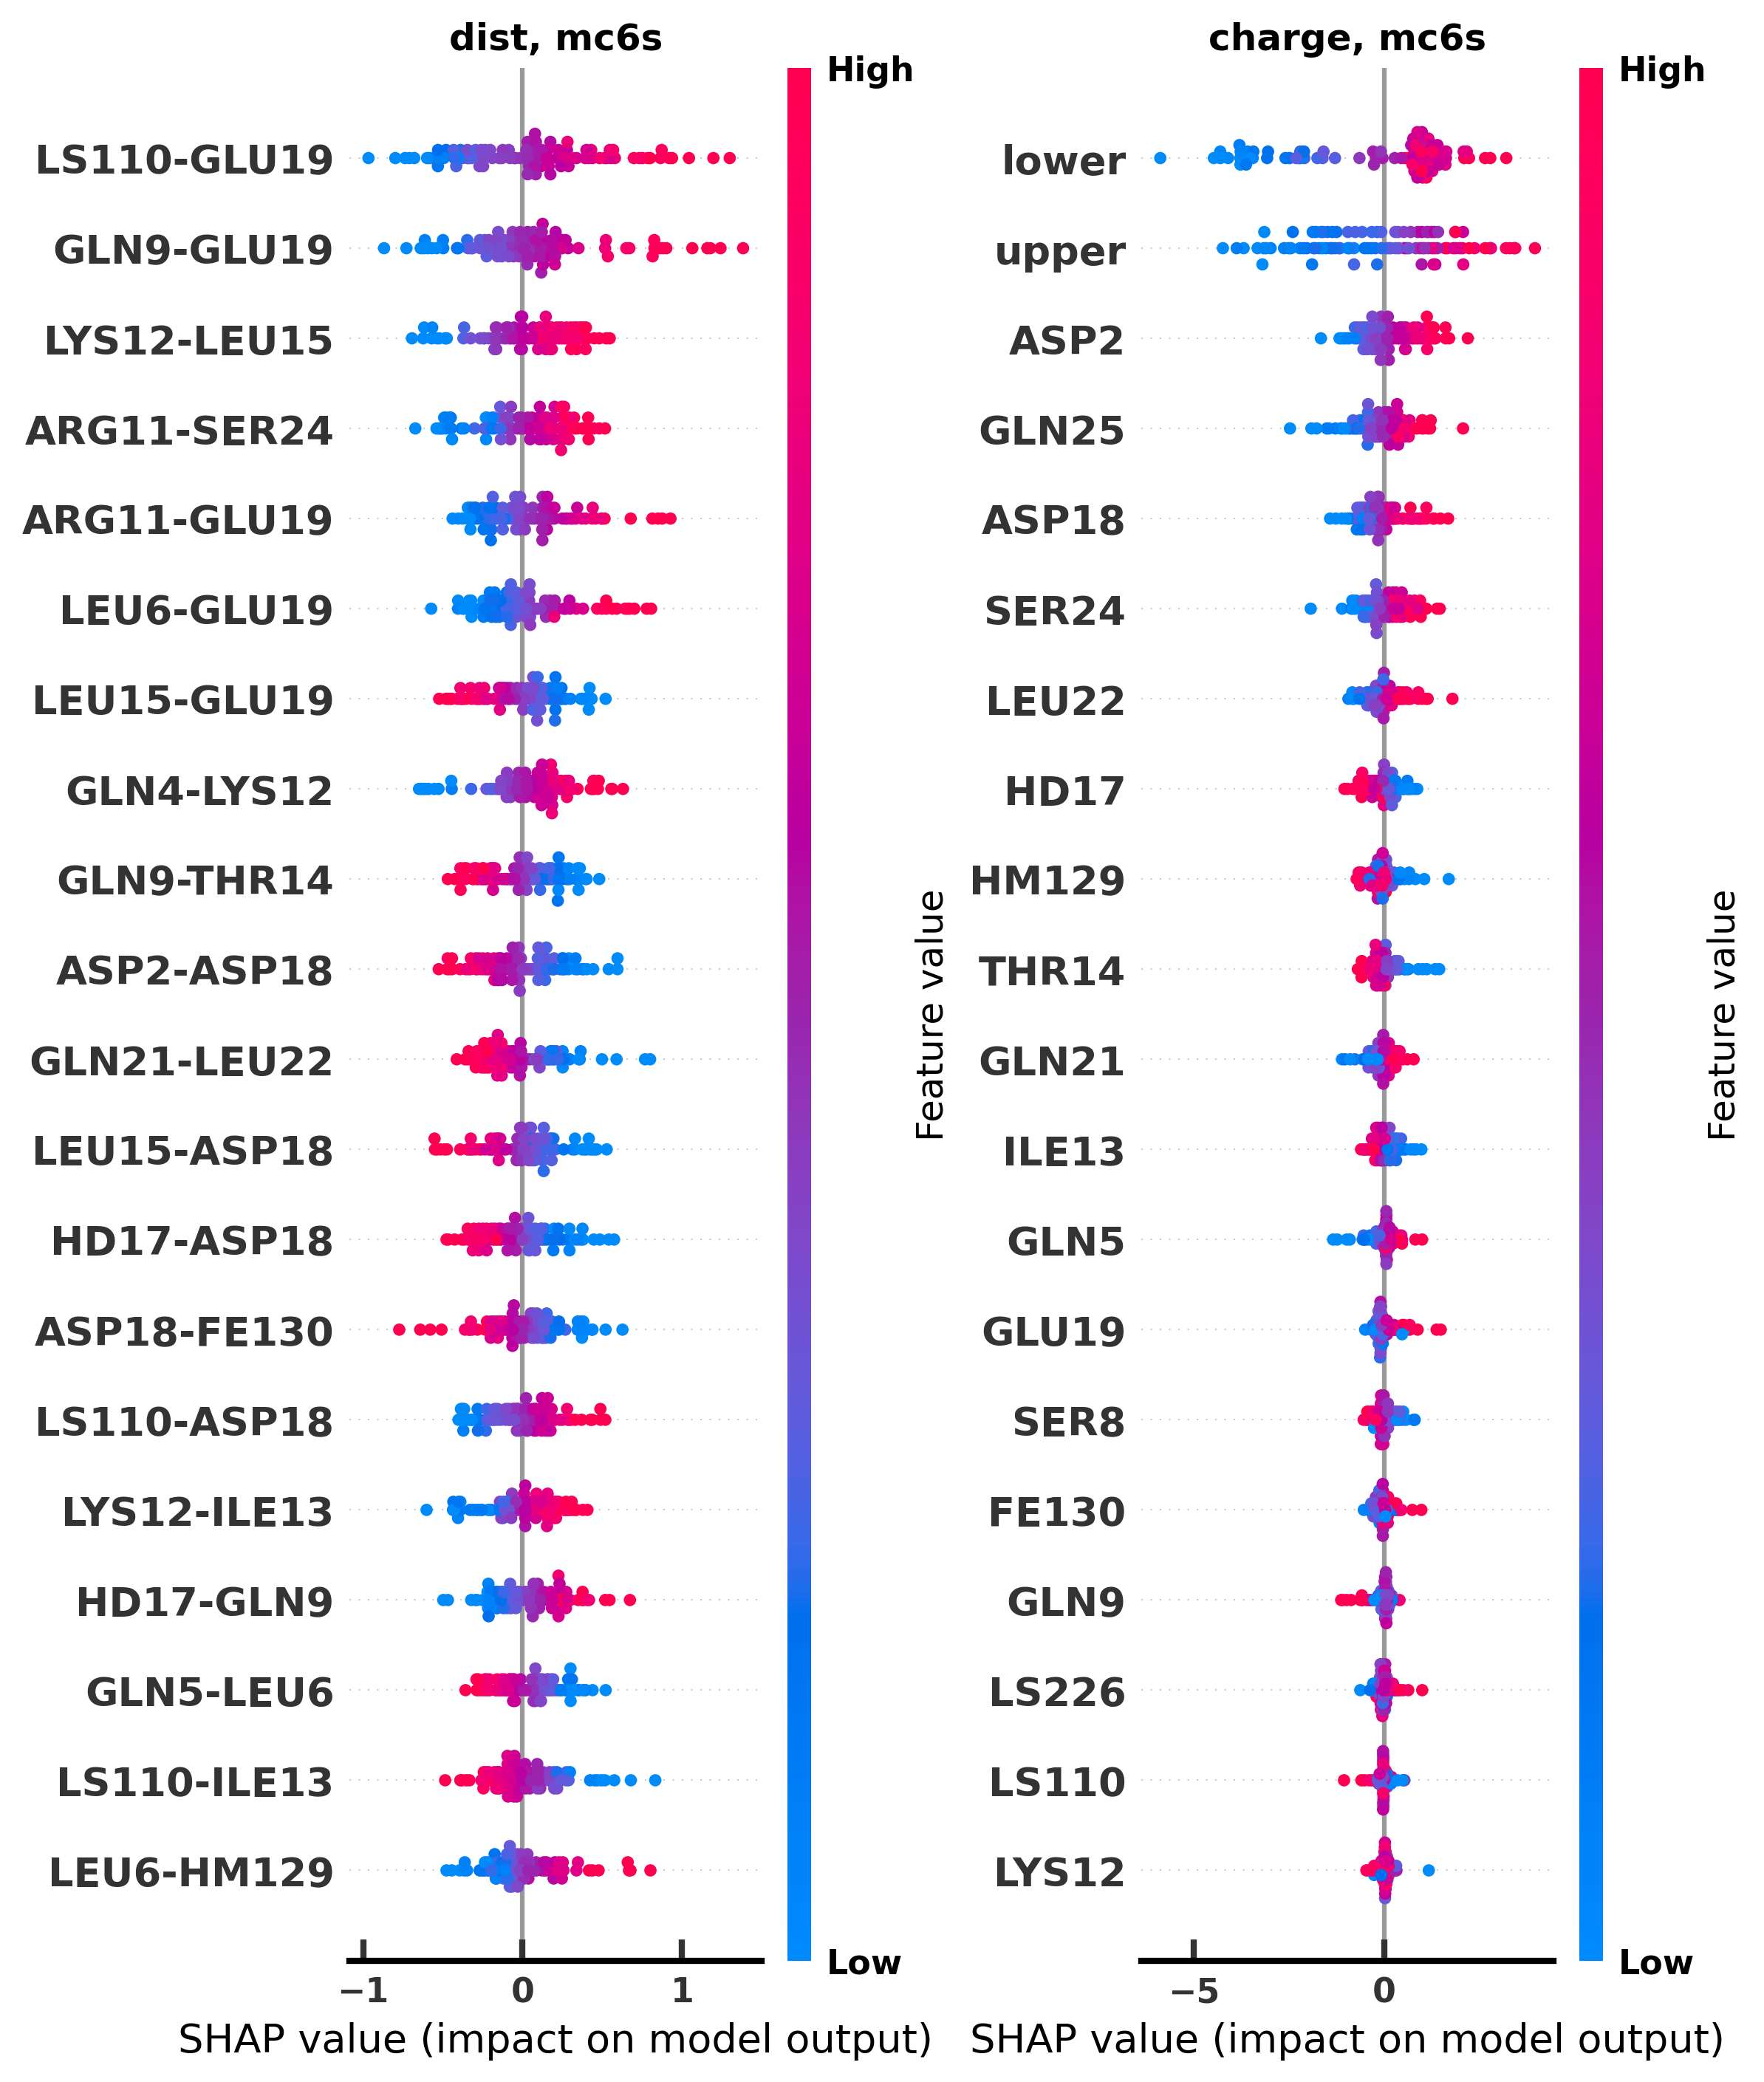 dist, mc6s
High
LS110-GLU19
GLN9-GLU19
LYS12-LEU15
ARG11-SER24
ARG11-GLU19
LEU6-GLU19
LEU15-GLU19
GLN4-LYS12
GLN9-THR14
ASP2-ASP18
GLN21-LEU22
LEU15-ASP18
HD17-ASP18
ASP18-FE130
LS110-ASP18
LYS12-ILE13
HD17-GLN9
GLN5-LEU6
LS110-ILE13
LEU6-HM129
Feature value
Low
−1 0 1
SHAP value (impact on model output)
charge, mc6s
High
lower
upper
ASP2
GLN25
ASP18
SER24
LEU22
HD17
HM129
THR14
GLN21
ILE13
GLN5
GLU19
SER8
FE130
GLN9
LS226
LS110
LYS12
Feature value
Low
−5 0
SHAP value (impact on model output)